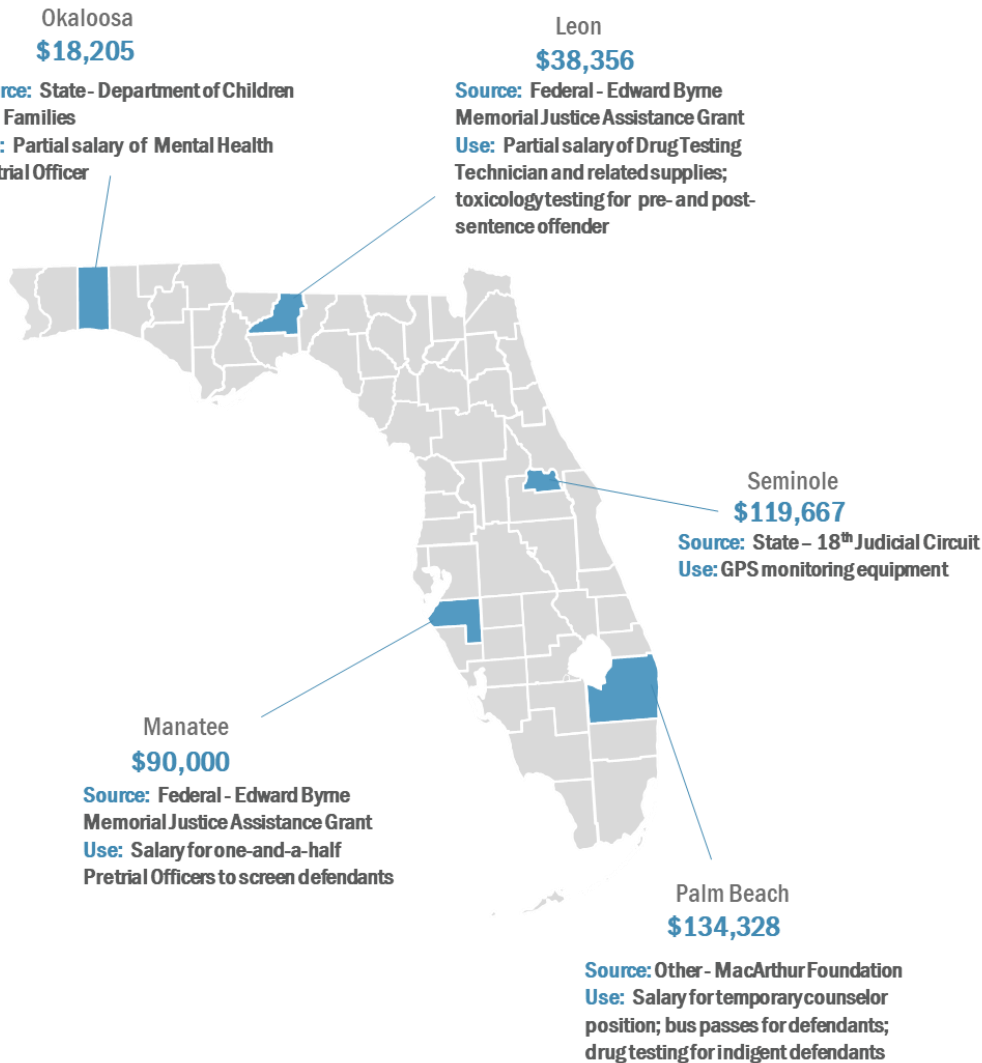 Okaloosa
$18,205
rce: State - Department of Children
Families
: Partial salary of Mental Health
trial Officer
Leon
$38,356
Source: Federal - Edward Byrne
Memorial Justice Assistance Grant
Use: Partial salary of Drug Testing
Technician and related supplies;
toxicology testing for pre- and post-
sentence offender
Seminole
$119,667
Source: State – 18th Judicial Circuit
Use: GPS monitoring equipment
Manatee
$90,000
Source: Federal - Edward Byrne
Memorial Justice Assistance Grant
Use: Salary for one-and-a-half
Pretrial Officers to screen defendants
Palm Beach
$134,328
Source: Other - MacArthur Foundation
Use: Salary for temporary counselor
position; bus passes for defendants;
drug testing for indigent defendants